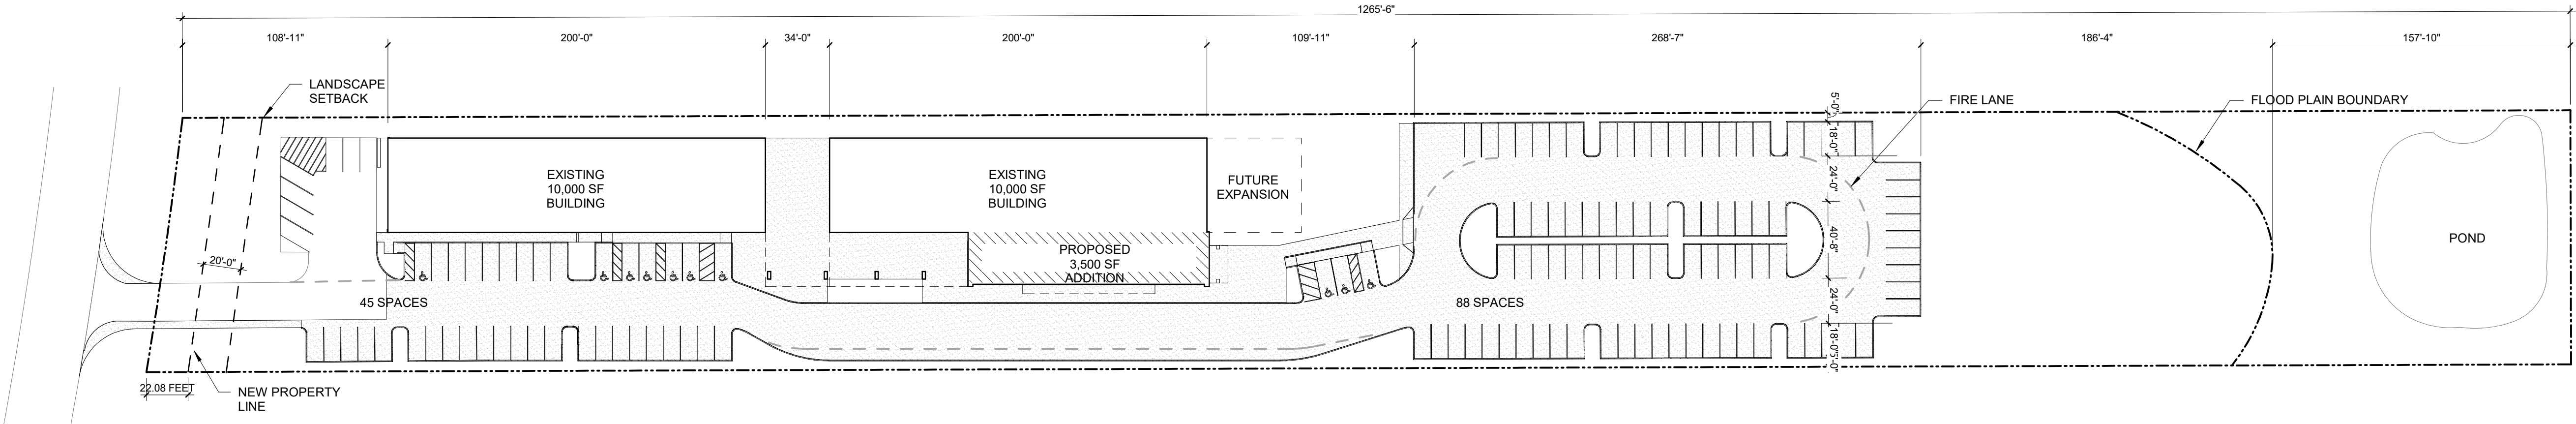 1265'-6"
108'-11"
200'-0"
34'-0"
200'-0"
109'-11"
268'-7"
186'-4"
157'-10"
LANDSCAPE
SETBACK
FIRE LANE
FLOOD PLAIN BOUNDARY
5'-0"
18'-0"
24'-0"
40'-8"
24'-0"
18'-0"
5'-0"
EXISTING
10,000 SF
BUILDING
EXISTING
10,000 SF
BUILDING
FUTURE
EXPANSION
PROPOSED
3,500 SF
ADDITION
POND
20'-0"
45 SPACES
88 SPACES
22.08 FEET
NEW PROPERTY
LINE